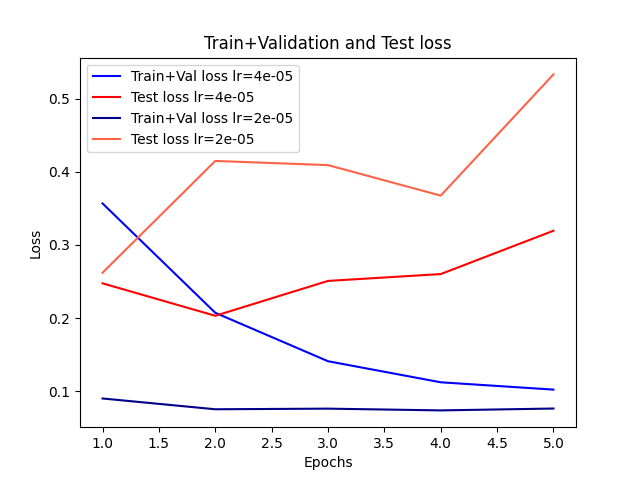 Train+Validation and Test loss
Train+Val loss lr=4e-05
Test loss lr=4e-05
Train+Val loss lr=2e-05
Test loss lr=2e-05
0.5
0.4
0.3
0.2
0.1
Loss
1.0 1.5 2.0 2.5 3.0 3.5 4.0 4.5 5.0
Epochs